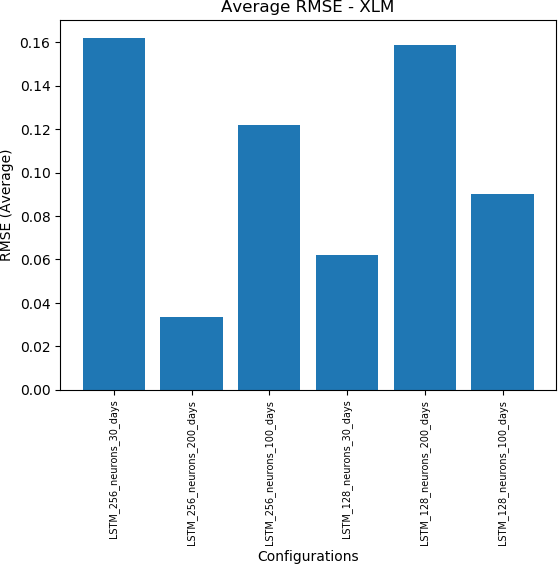 Average RMSE - XLM
RMSE (Average)
0.16
0.14
0.12
0.10
0.08
0.06
0.04
0.02
0.00
LSTM_256_neurons_30_days
LSTM_256_neurons_200_days
LSTM_256_neurons_100_days
LSTM_128_neurons_30_days
LSTM_128_neurons_200_days
LSTM_128_neurons_100_days
Configurations